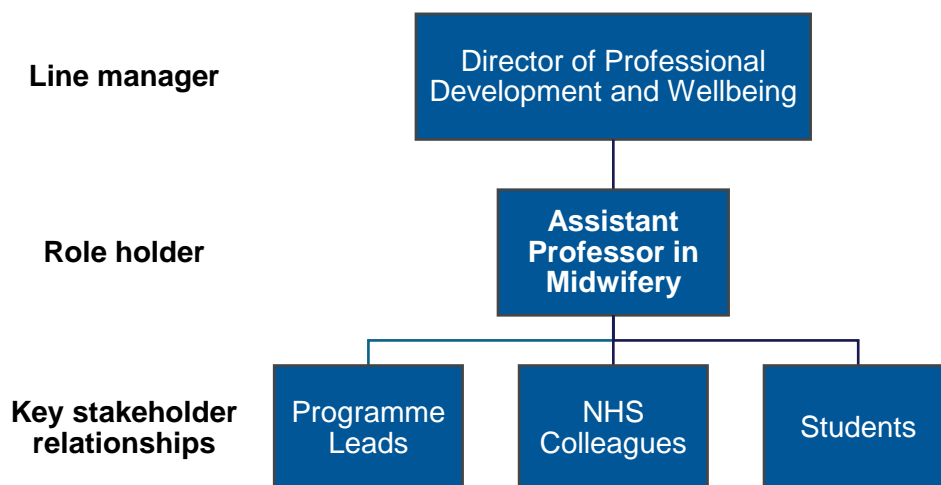 Line manager
Director of Professional
Development and Wellbeing
Role holder
Assistant
Professor in
Midwifery
Key stakeholder
relationships
Programme
Leads
NHS
Colleagues
Students